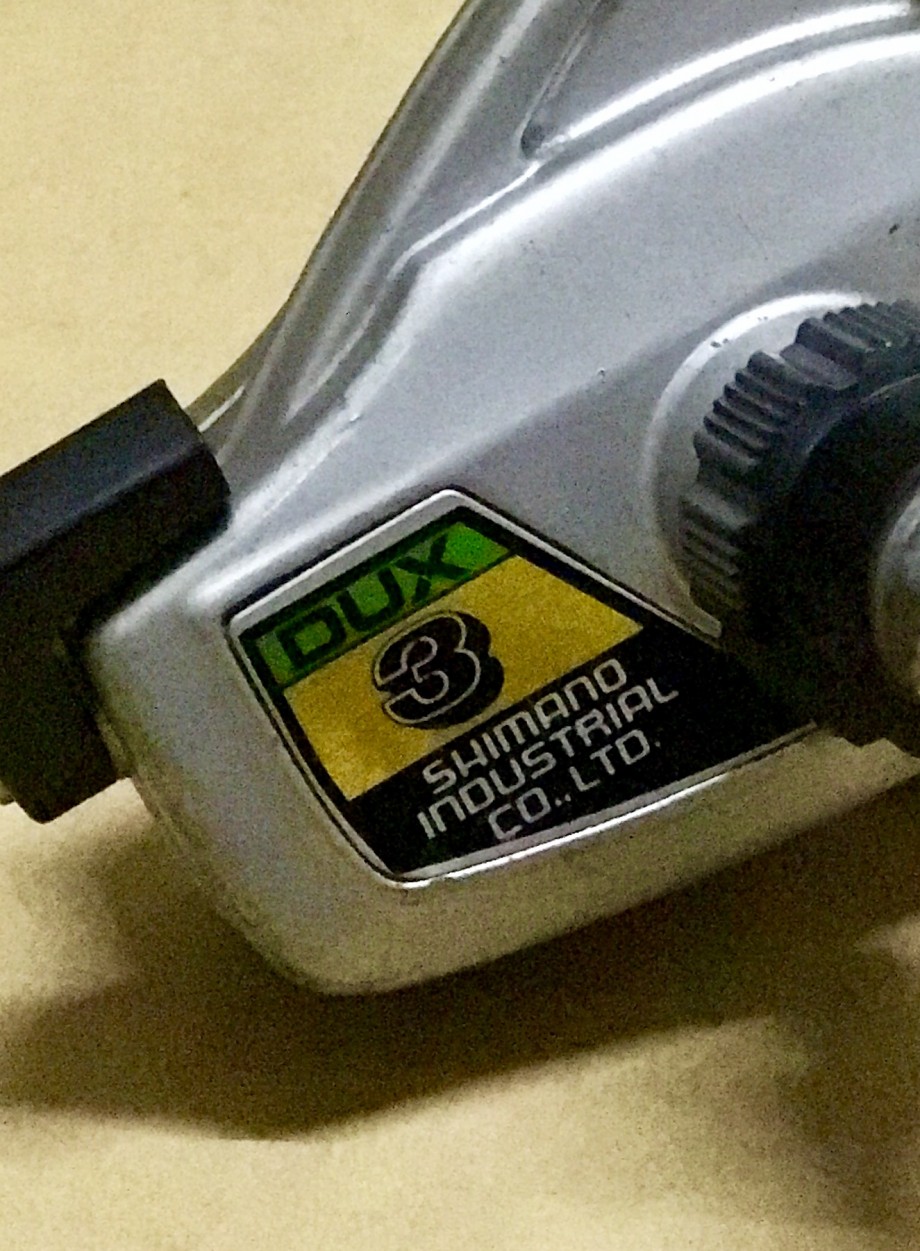 DUX
3
SHIMANO
INDUSTRIAL
CO.,LTD.